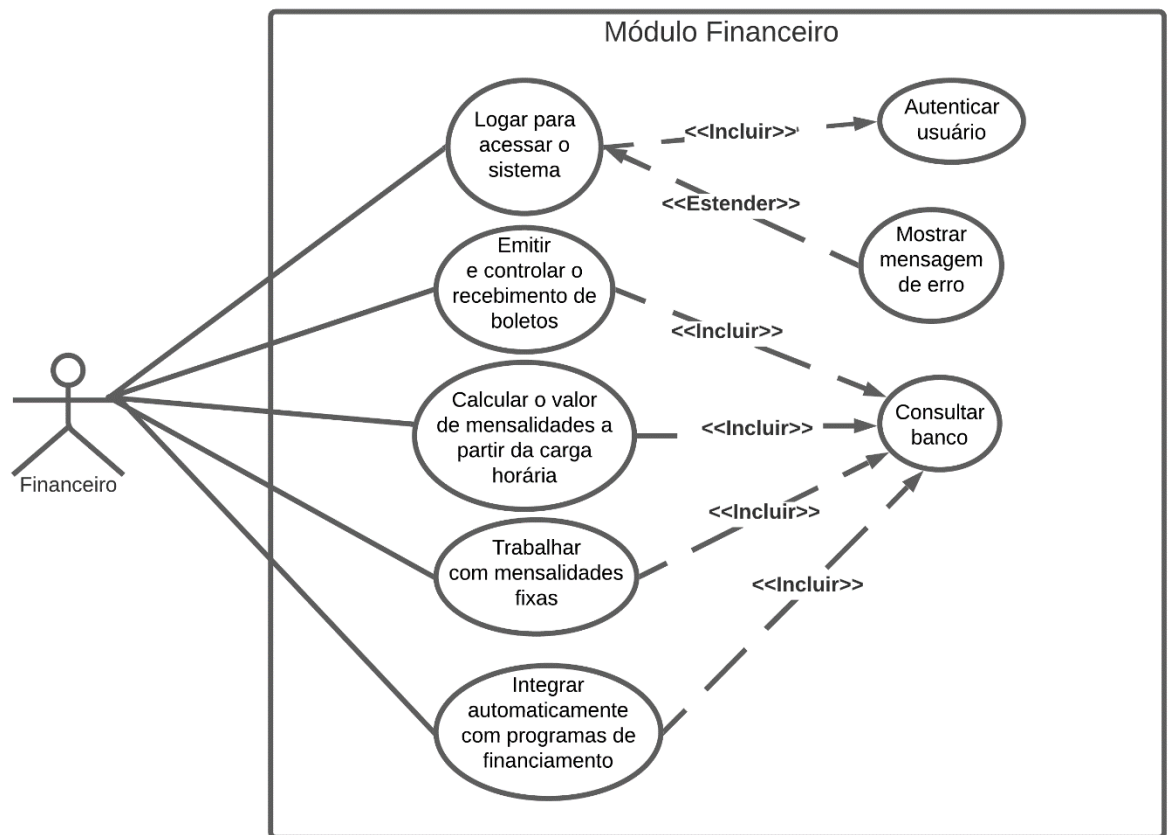 Módulo Financeiro
Logar para
acessar o
sistema
<<Incluir>>
Autenticar
usuário
<<Estender>>
Mostrar
mensagem
de erro
Emitir
e controlar o
recebimento de
boletos
<<Incluir>>
Calcular o valor
de mensalidades a
partir da carga
horária
<<Incluir>>
Consultar
banco
Financeiro
Trabalhar
com mensalidades
fixas
<<Incluir>>
Integrar
automaticamente
com programas de
financiamento
<<Incluir>>